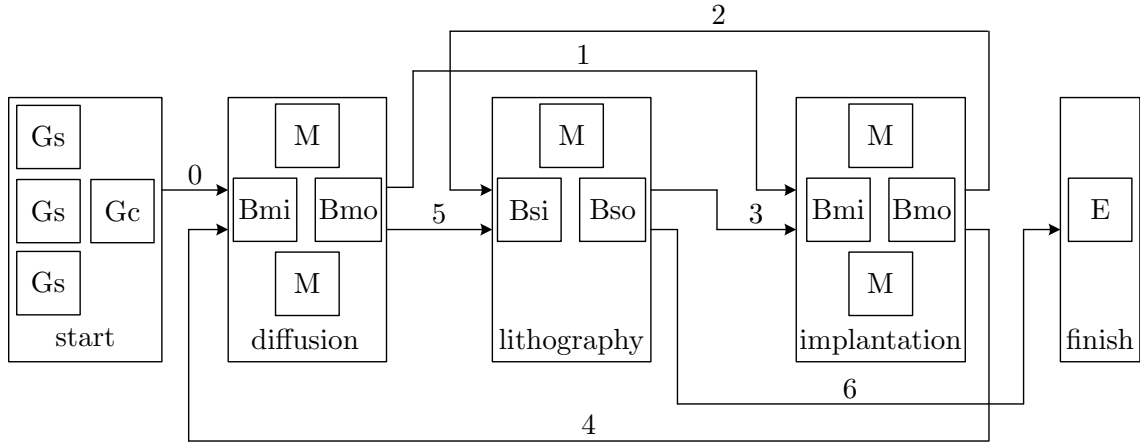 2
1
Gs
M
M
M
0
Gs
Gc
Bmi
Bmo
5
Bsi
Bso
3
Bmi
Bmo
E
Gs
M
M
start
diffusion
lithography
implantation
finish
6
4